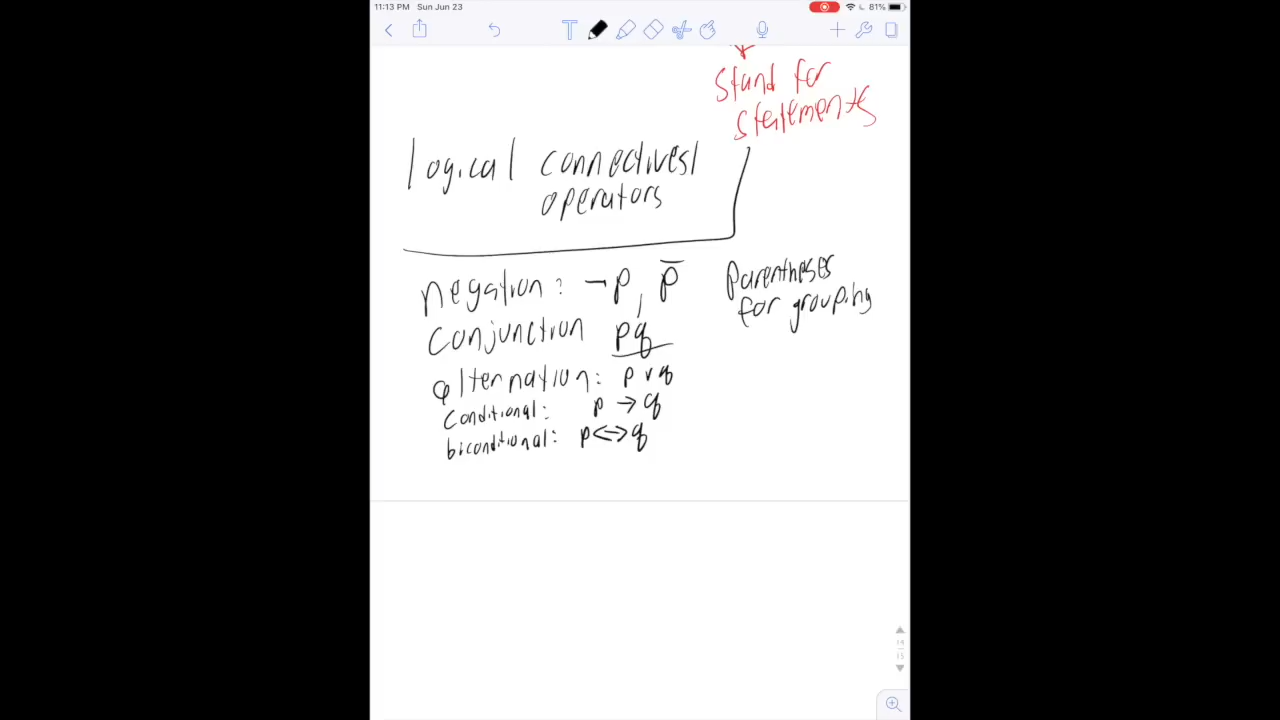 11:13 PM Sun Jun 23
81%
T
stand for
statements
logical connectives/
operators
negation: ¬p, p̅
parentheses
for grouping
conjunction pq
alternation: p v q
conditional: p → q
biconditional: p <-> q